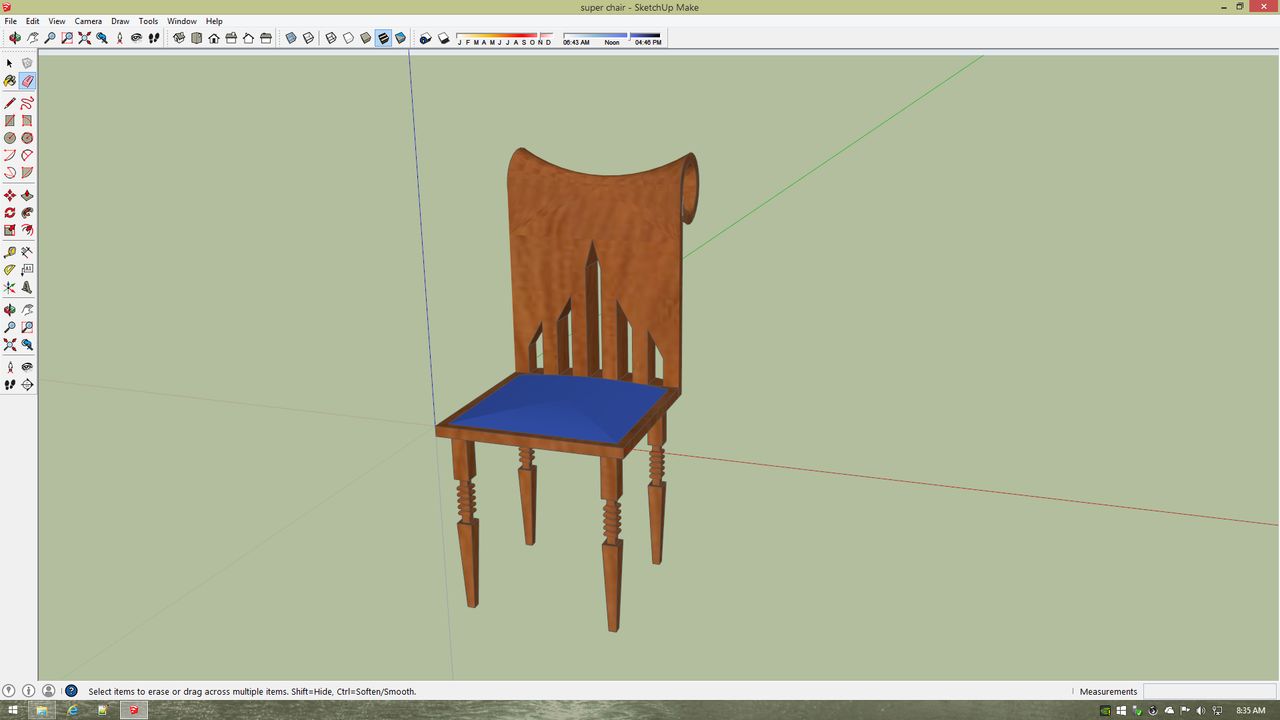 super chair - SketchUp Make
File Edit View Camera Draw Tools Window Help
J F M A M J J A S O N D 06:43 AM Noon 04:46 PM
A1
Select items to erase or drag across multiple items. Shift=Hide, Ctrl=Soften/Smooth.
Measurements
8:35 AM